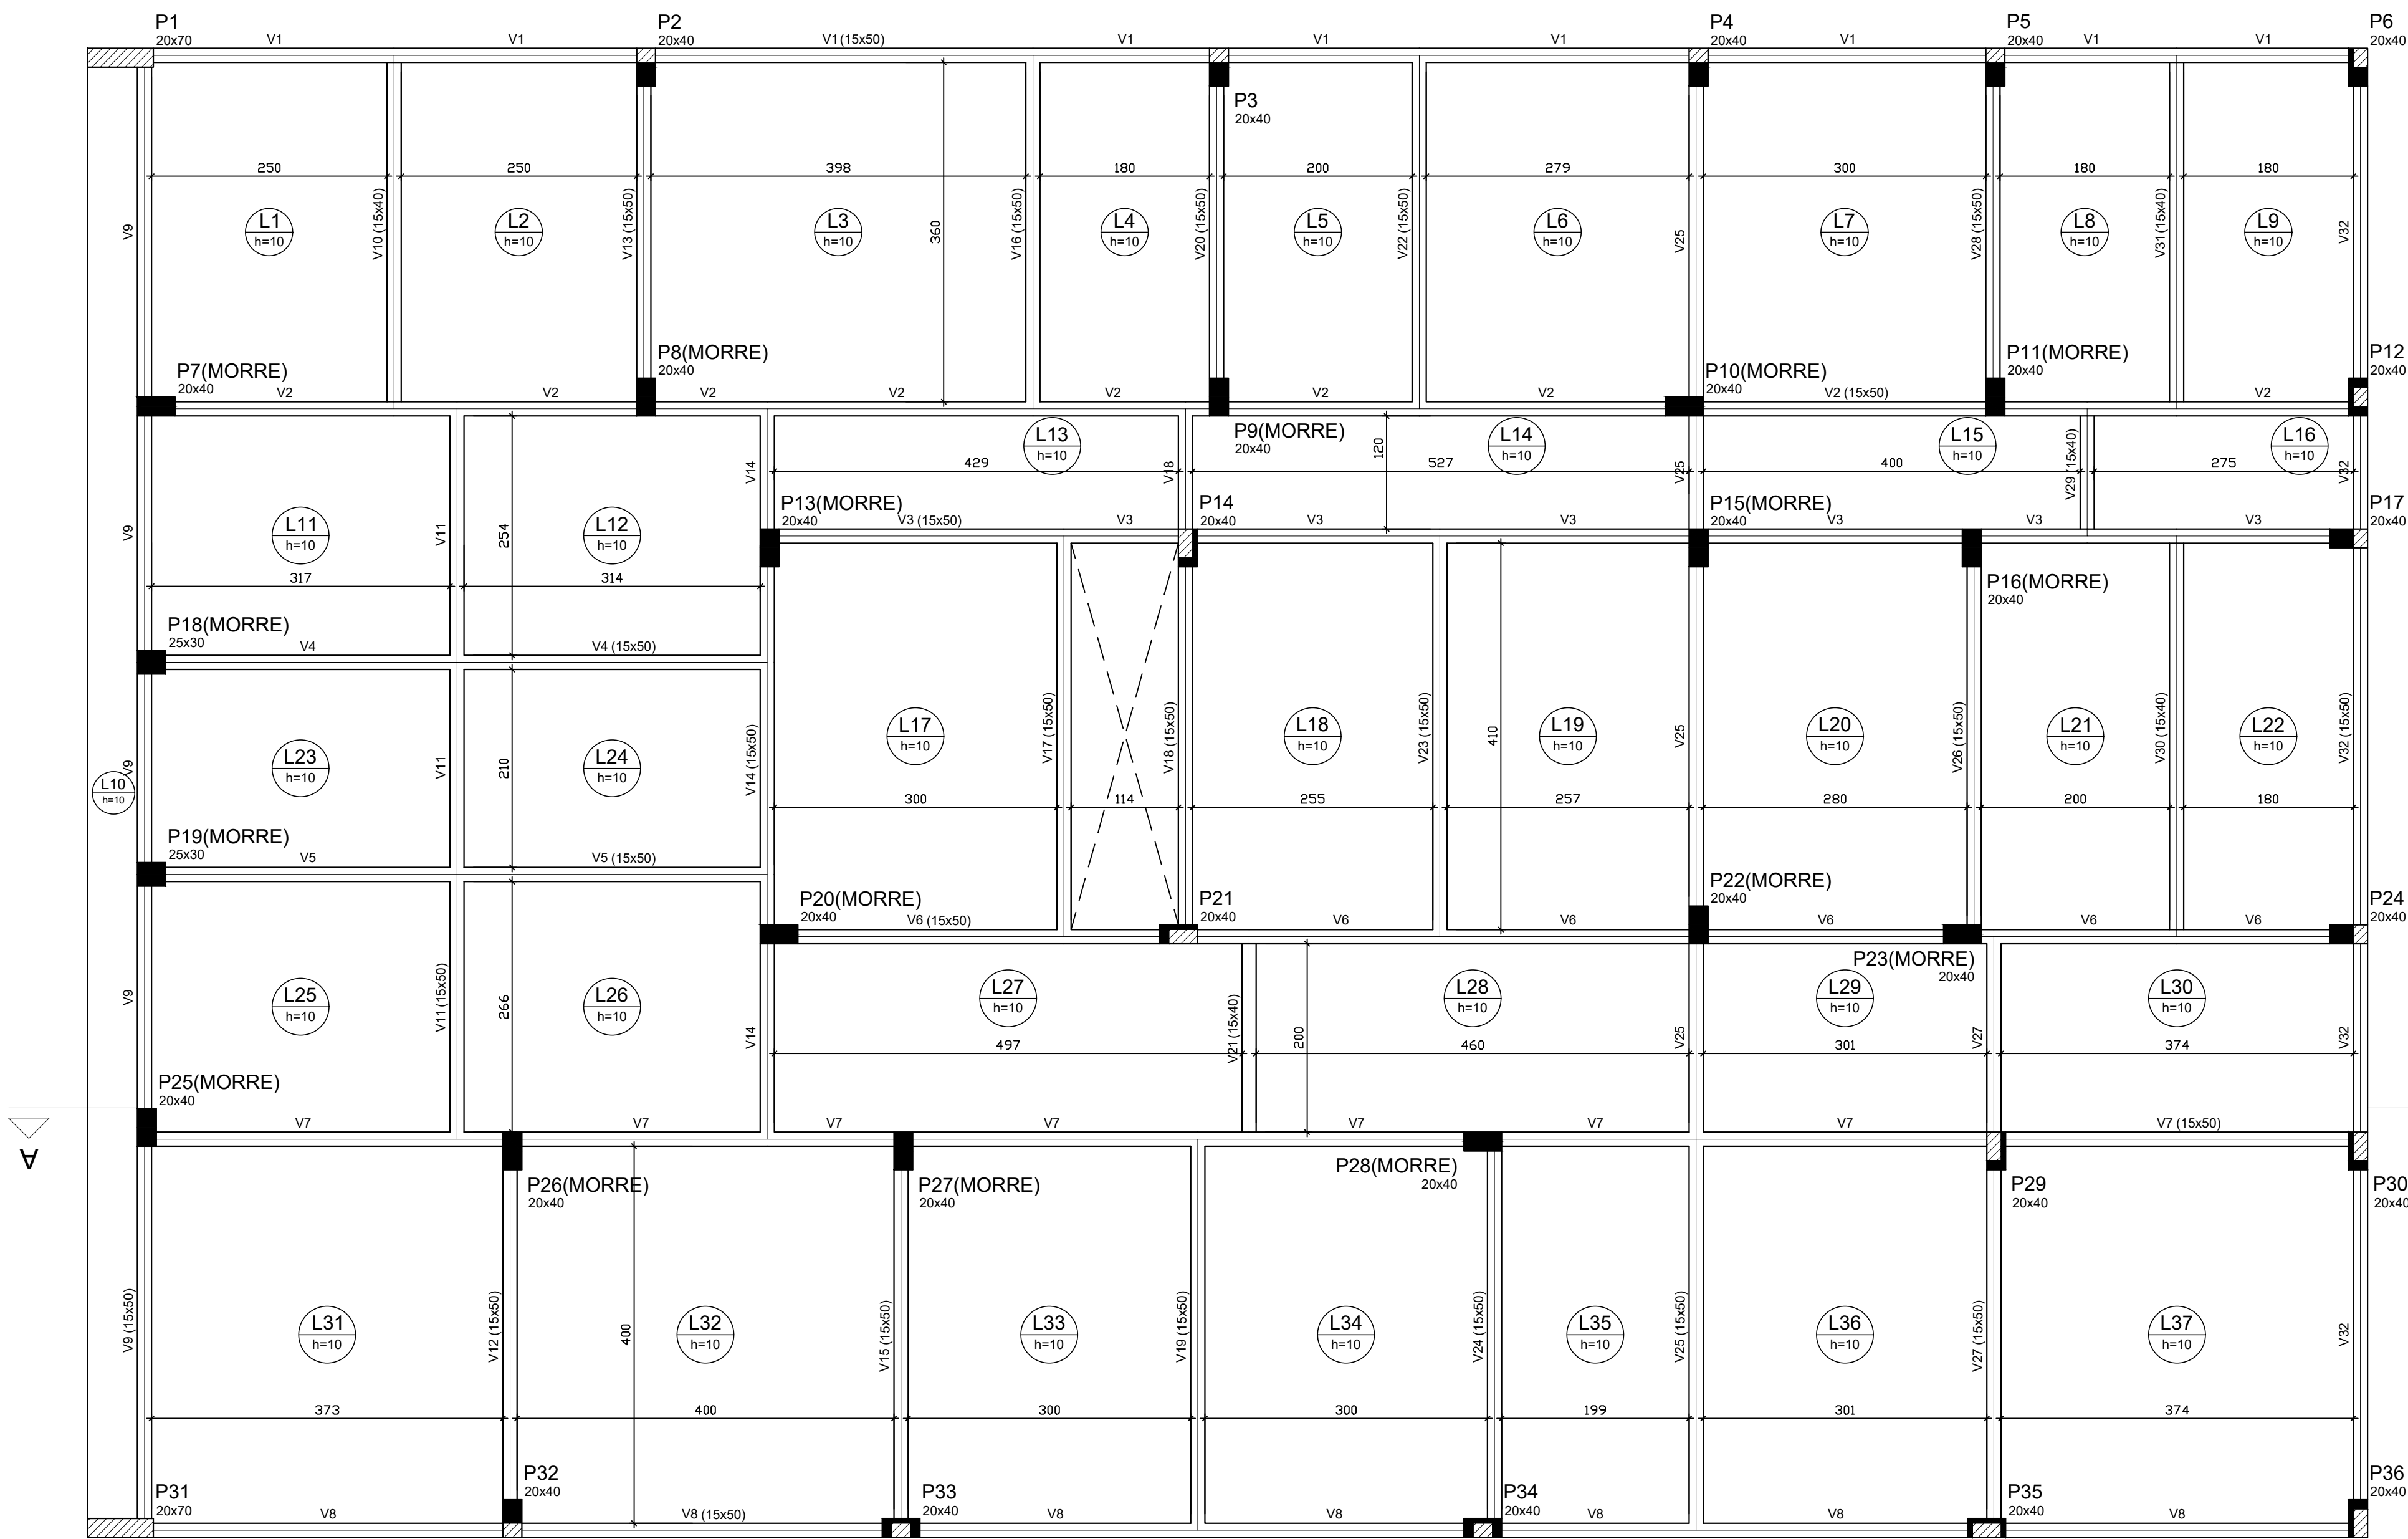 P1
20x70
V1
V1
P2
20x40
V1 (15x50)
V1
V1
V1
P4
20x40
V1
P5
20x40
V1
V1
P6
20x40
P3
20x40
250
250
398
180
200
279
300
180
180
V9
L1
h=10
V10 (15x40)
L2
h=10
V13 (15x50)
L3
h=10
360
V16 (15x50)
L4
h=10
V20 (15x50)
L5
h=10
V22 (15x50)
L6
h=10
V25
L7
h=10
V28 (15x50)
L8
h=10
V31(15x40)
L9
h=10
V32
P7(MORRE)
20x40
V2
V2
P8(MORRE)
20x40
V2
V2
V2
V2
V2
P10(MORRE)
20x40
V2 (15x50)
P11(MORRE)
20x40
V2
P12
20x40
V9
L11
h=10
317
V11
254
L12
h=10
314
V14
L13
h=10
429
V18
P9(MORRE)
20x40
120
L14
h=10
527
V25
L15
h=10
400
V29 (15x40)
L16
h=10
275
V32
P13(MORRE)
20x40
V3 (15x50)
V3
P14
20x40
V3
V3
P15(MORRE)
20x40
V3
V3
V3
P17
20x40
P16(MORRE)
20x40
P18(MORRE)
25x30
V4
V4 (15x50)
L10
h=10
V9
L23
h=10
V11
210
L24
h=10
V14 (15x50)
L17
h=10
300
V17 (15x50)
114
V18 (15x50)
L18
h=10
255
V23 (15x50)
410
L19
h=10
257
V25
L20
h=10
280
V26 (15x50)
L21
h=10
200
V30 (15x40)
L22
h=10
180
V32 (15x50)
P19(MORRE)
25x30
V5
V5 (15x50)
P20(MORRE)
20x40
V6 (15x50)
P21
20x40
V6
V6
P22(MORRE)
20x40
V6
V6
V6
P24
20x40
P23(MORRE)
20x40
V9
L25
h=10
V11 (15x50)
266
L26
h=10
V14
L27
h=10
497
V21 (15x40)
200
L28
h=10
460
V25
L29
h=10
301
V27
L30
h=10
374
V32
P25(MORRE)
20x40
V7
V7
V7
V7
V7
V7
V7
V7 (15x50)
A
P26(MORRE)
20x40
P27(MORRE)
20x40
P28(MORRE)
20x40
P29
20x40
P30
20x40
V9 (15x50)
L31
h=10
V12 (15x50)
400
L32
h=10
V15 (15x50)
L33
h=10
V19 (15x50)
L34
h=10
V24 (15x50)
L35
h=10
V25 (15x50)
L36
h=10
V27 (15x50)
L37
h=10
V32
373
400
300
300
199
301
374
P31
20x70
V8
P32
20x40
V8 (15x50)
P33
20x40
V8
V8
P34
20x40
V8
V8
P35
20x40
V8
P36
20x40